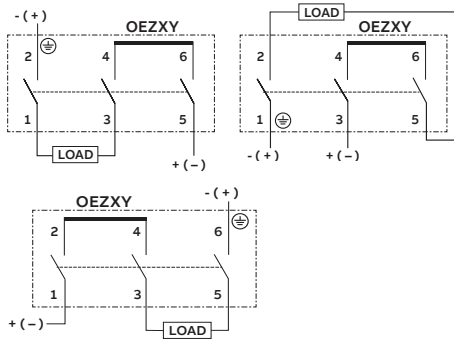 - (+)
OEZXY
2 4 6
1 3 5
LOAD
+ (–)
LOAD
OEZXY
2 4 6
1 3 5
- (+) + (–)
- (+)
OEZXY
2 4 6
1 3 5
+ (–)
LOAD